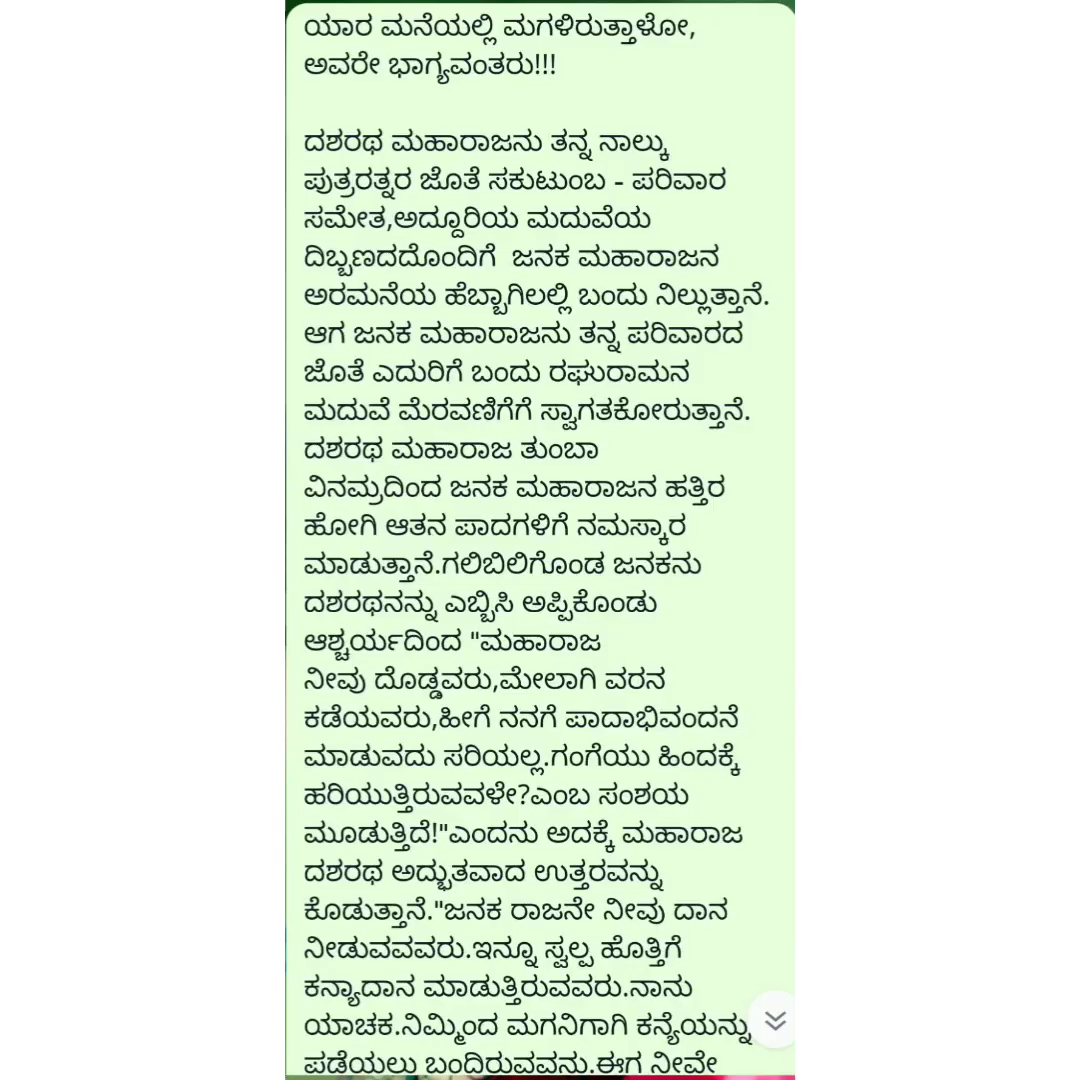 ಯಾರ ಮನೆಯಲ್ಲಿ ಮಗಳಿರುತ್ತಾಳೋ,
ಅವರೇ ಭಾಗ್ಯವಂತರು!!!
ದಶರಥ ಮಹಾರಾಜನು ತನ್ನ ನಾಲ್ಕು
ಪುತ್ರರತ್ನರ ಜೊತೆ ಸಕುಟುಂಬ - ಪರಿವಾರ
ಸಮೇತ,ಅದ್ದೂರಿಯ ಮದುವೆಯ
ದಿಬ್ಬಣದದೊಂದಿಗೆ  ಜನಕ ಮಹಾರಾಜನ
ಅರಮನೆಯ ಹೆಬ್ಬಾಗಿಲಲ್ಲಿ ಬಂದು ನಿಲ್ಲುತ್ತಾನೆ.
ಆಗ ಜನಕ ಮಹಾರಾಜನು ತನ್ನ ಪರಿವಾರದ
ಜೊತೆ ಎದುರಿಗೆ ಬಂದು ರಘುರಾಮನ
ಮದುವೆ ಮೆರವಣಿಗೆಗೆ ಸ್ವಾಗತಕೋರುತ್ತಾನೆ.
ದಶರಥ ಮಹಾರಾಜ ತುಂಬಾ
ವಿನಮ್ರದಿಂದ ಜನಕ ಮಹಾರಾಜನ ಹತ್ತಿರ
ಹೋಗಿ ಆತನ ಪಾದಗಳಿಗೆ ನಮಸ್ಕಾರ
ಮಾಡುತ್ತಾನೆ.ಗಲಿಬಿಲಿಗೊಂಡ ಜನಕನು
ದಶರಥನನ್ನು ಎಬ್ಬಿಸಿ ಅಪ್ಪಿಕೊಂಡು
ಆಶ್ಚರ್ಯದಿಂದ "ಮಹಾರಾಜ
ನೀವು ದೊಡ್ಡವರು,ಮೇಲಾಗಿ ವರನ
ಕಡೆಯವರು,ಹೀಗೆ ನನಗೆ ಪಾದಾಭಿವಂದನೆ
ಮಾಡುವದು ಸರಿಯಲ್ಲ.ಗಂಗೆಯು ಹಿಂದಕ್ಕೆ
ಹರಿಯುತ್ತಿರುವವಳೇ?ಎಂಬ ಸಂಶಯ
ಮೂಡುತ್ತಿದೆ!"ಎಂದನು ಅದಕ್ಕೆ ಮಹಾರಾಜ
ದಶರಥ ಅದ್ಭುತವಾದ ಉತ್ತರವನ್ನು
ಕೊಡುತ್ತಾನೆ."ಜನಕ ರಾಜನೇ ನೀವು ದಾನ
ನೀಡುವವವರು.ಇನ್ನೂ ಸ್ವಲ್ಪ ಹೊತ್ತಿಗೆ
ಕನ್ಯಾದಾನ ಮಾಡುತ್ತಿರುವವರು.ನಾನು
ಯಾಚಕ.ನಿಮ್ಮಿಂದ ಮಗನಿಗಾಗಿ ಕನ್ಯೆಯನ್ನು
ಪಡೆಯಲು ಬಂದಿರುವವನು.ಈಗ ನೀವೇ